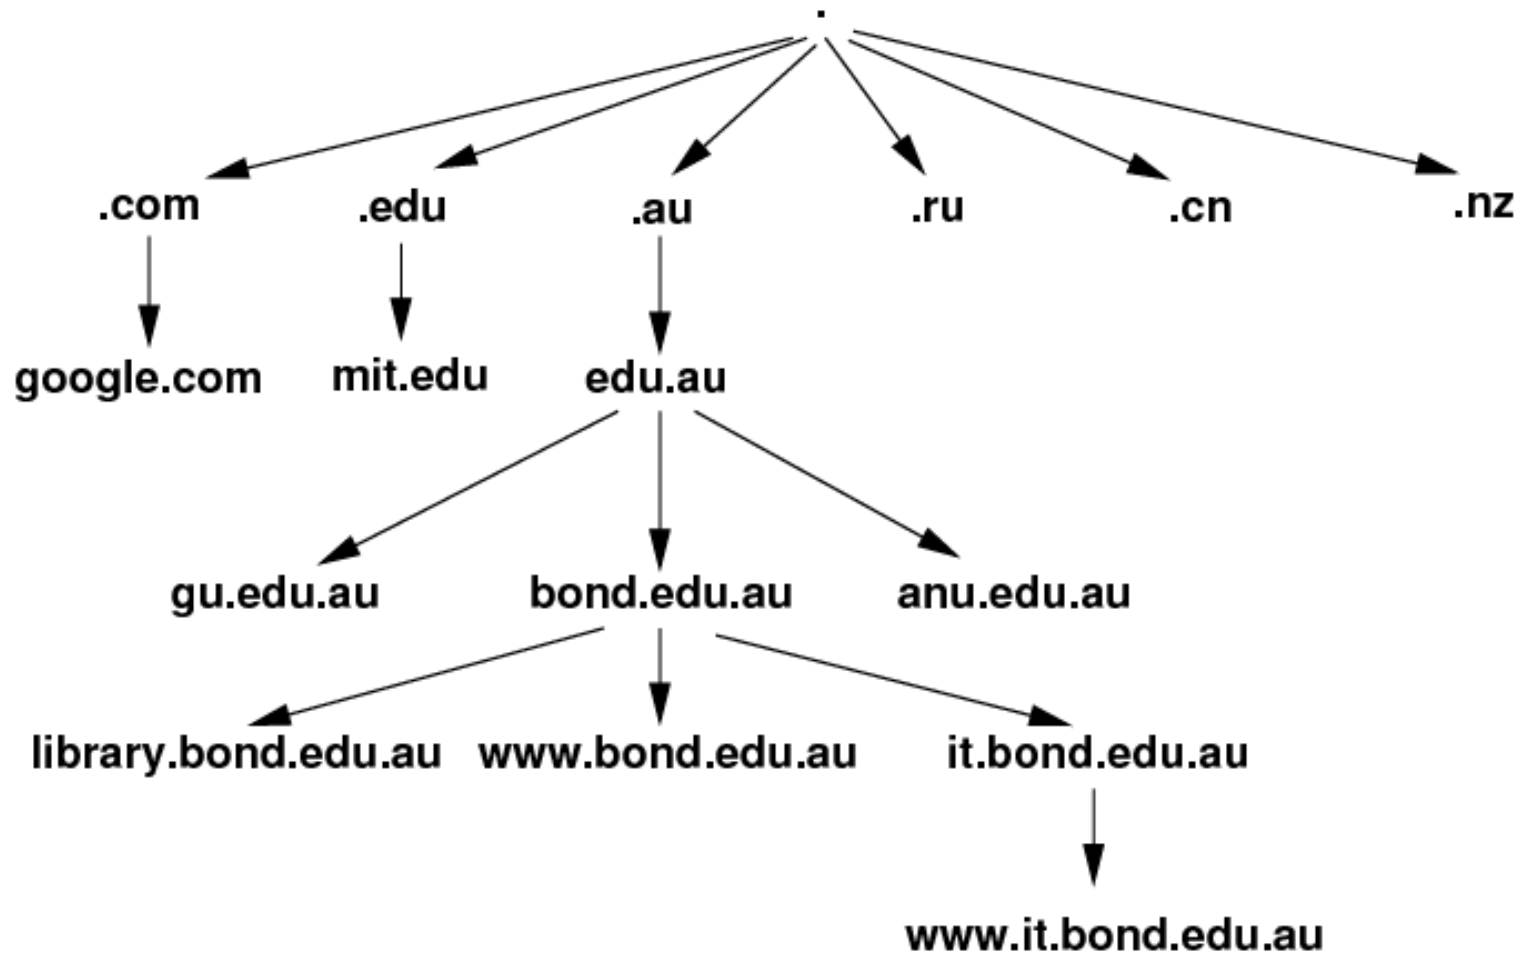 .
.com .edu .au .ru .cn .nz
google.com mit.edu edu.au
gu.edu.au bond.edu.au anu.edu.au
library.bond.edu.au www.bond.edu.au it.bond.edu.au
www.it.bond.edu.au